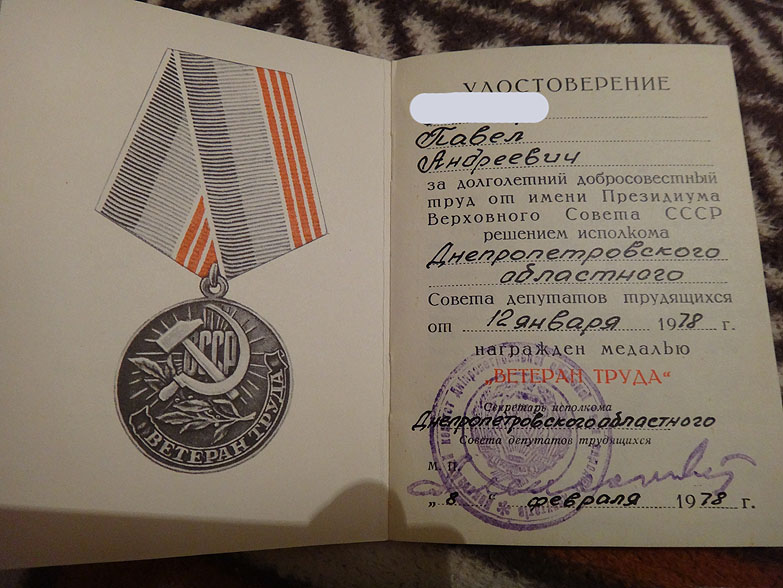 СССР
ВЕТЕРАН ТРУДА
УДОСТОВЕРЕНИЕ
Павел
Андреевич
за долголетний добросовестный
труд от имени Президиума
Верховного Совета СССР
решением исполкома
Днепропетровского
областного
Совета депутатов трудящихся
от 12 января 1978 г.
награжден медалью
„ВЕТЕРАН ТРУДА“
Секретарь исполкома
Днепропетровского областного
Совета депутатов трудящихся
М. П.
„8“ февраля 1978 г.